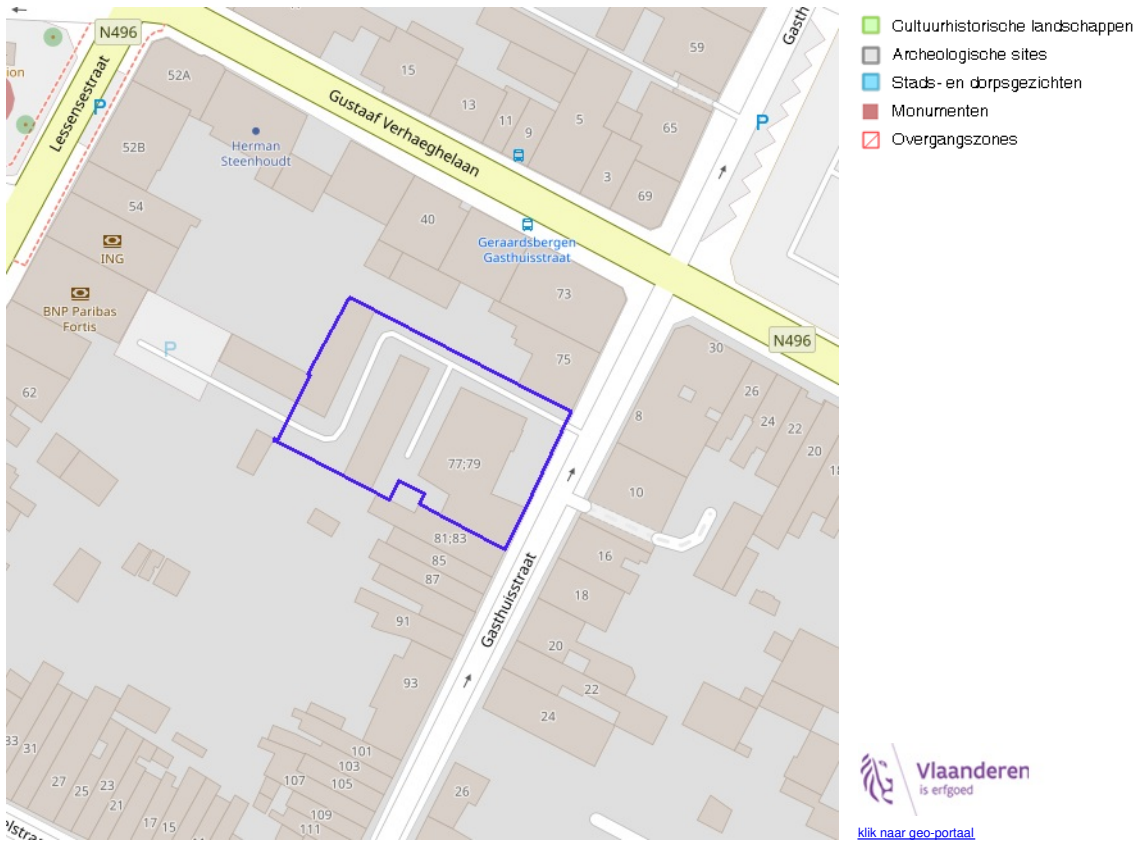 N496
Lessensestraat
P
52A
52B
54
ING
BNP Paribas
Fortis
62
P
Herman
Steenhoudt
Gustaaf Verhaeghelaan
15
13
11
9
5
3
59
65
69
Gasth
P
40
Geraardsbergen
Gasthuisstraat
73
75
N496
30
26
24
22
20
8
10
77;79
81;83
85
87
91
93
16
18
20
22
24
26
Gasthuisstraat
101
103
105
107
109
111
33
31
27
25
23
21
17
15
Cultuurhistorische landschappen
Archeologische sites
Stads- en dorpsgezichten
Monumenten
Overgangszones
Vlaanderen
is erfgoed
klik naar geo-portaal